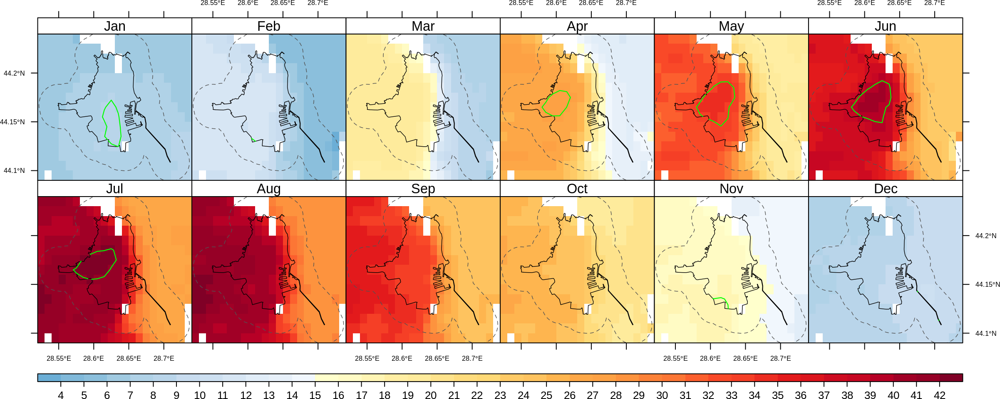 28.55°E 28.6°E 28.65°E 28.7°E 28.55°E 28.6°E 28.65°E 28.7°E 28.55°E 28.6°E 28.65°E 28.7°E
Jan Feb Mar Apr May Jun
44.2°N
44.15°N
44.1°N
Jul Aug Sep Oct Nov Dec
44.2°N
44.15°N
44.1°N
28.55°E 28.6°E 28.65°E 28.7°E 28.55°E 28.6°E 28.65°E 28.7°E 28.55°E 28.6°E 28.65°E 28.7°E
4 5 6 7 8 9 10 11 12 13 14 15 16 17 18 19 20 21 22 23 24 25 26 27 28 29 30 31 32 33 34 35 36 37 38 39 40 41 42